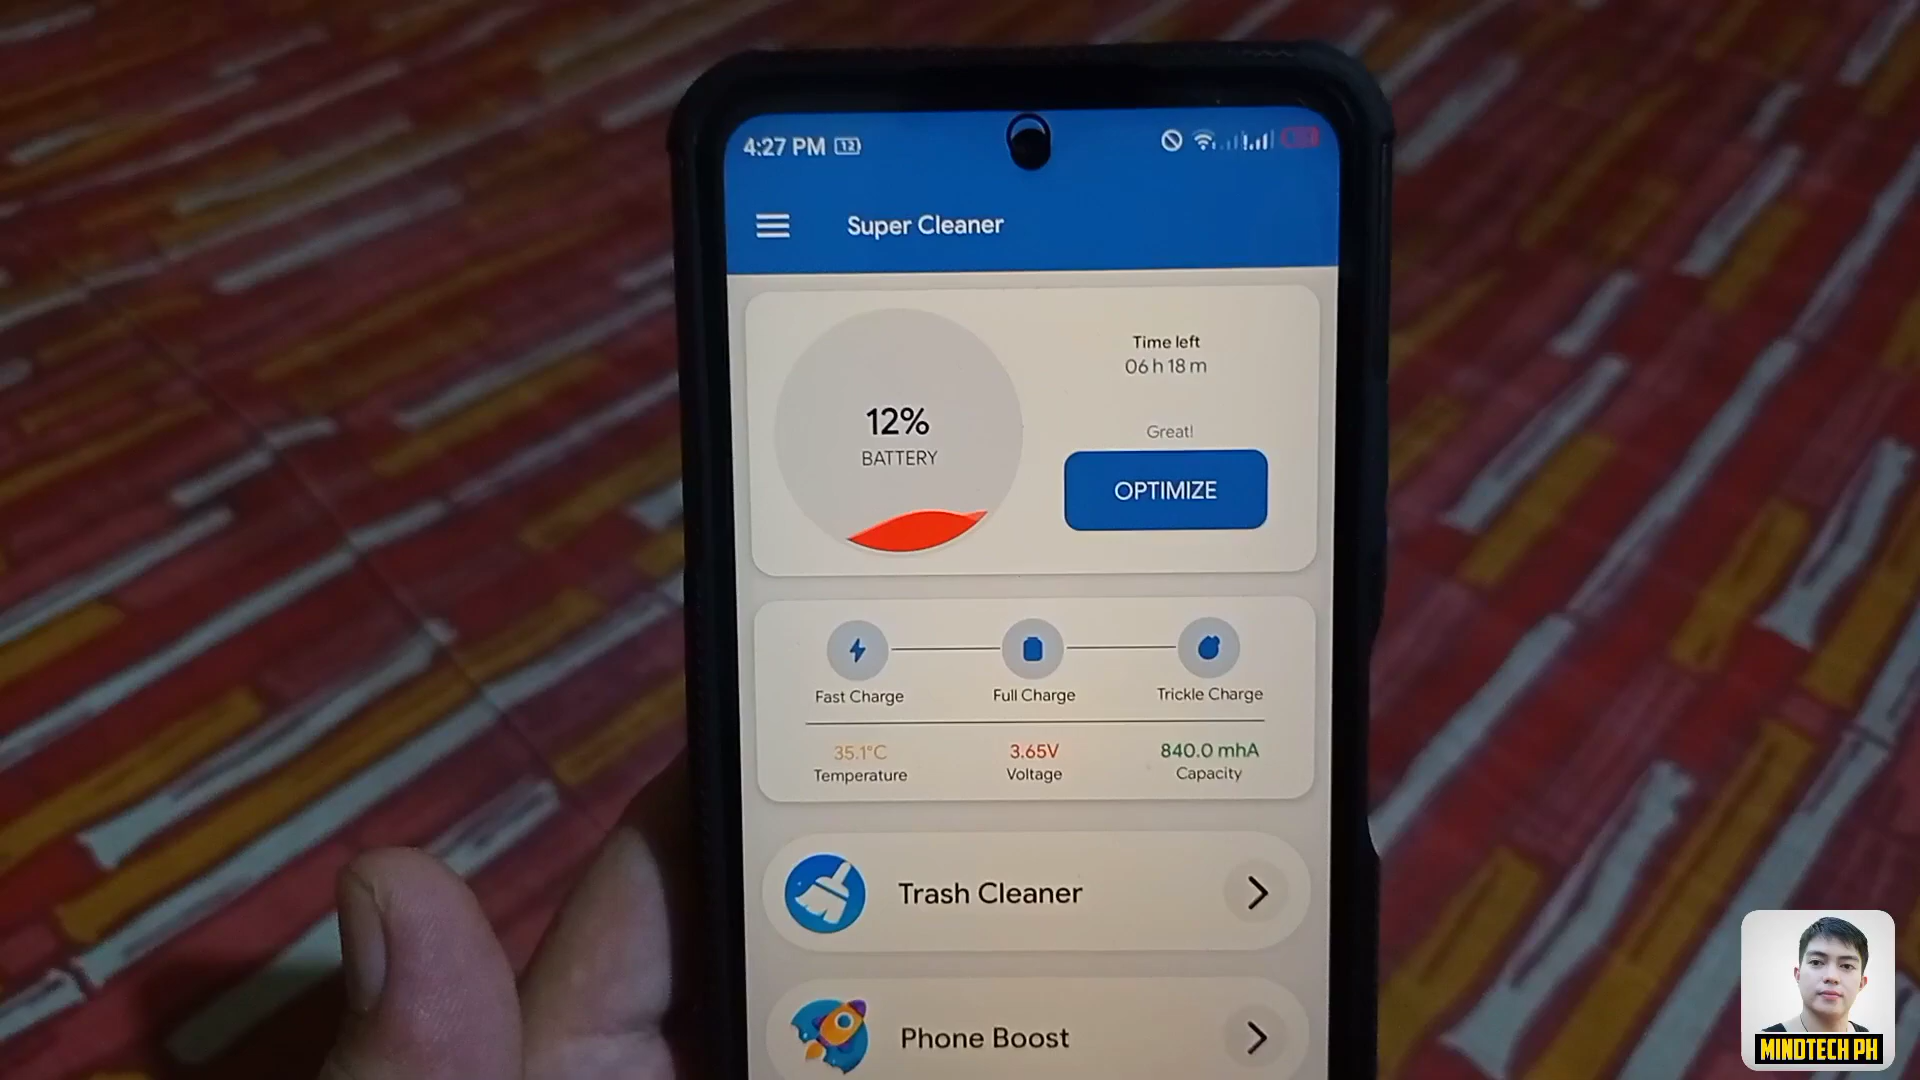 4:27 PM 12
Super Cleaner
12%
BATTERY
Time left
06 h 18 m
Great!
OPTIMIZE
Fast Charge
Full Charge
Trickle Charge
35.1°C
Temperature
3.65V
Voltage
840.0 mhA
Capacity
Trash Cleaner
Phone Boost
MINDTECH PH